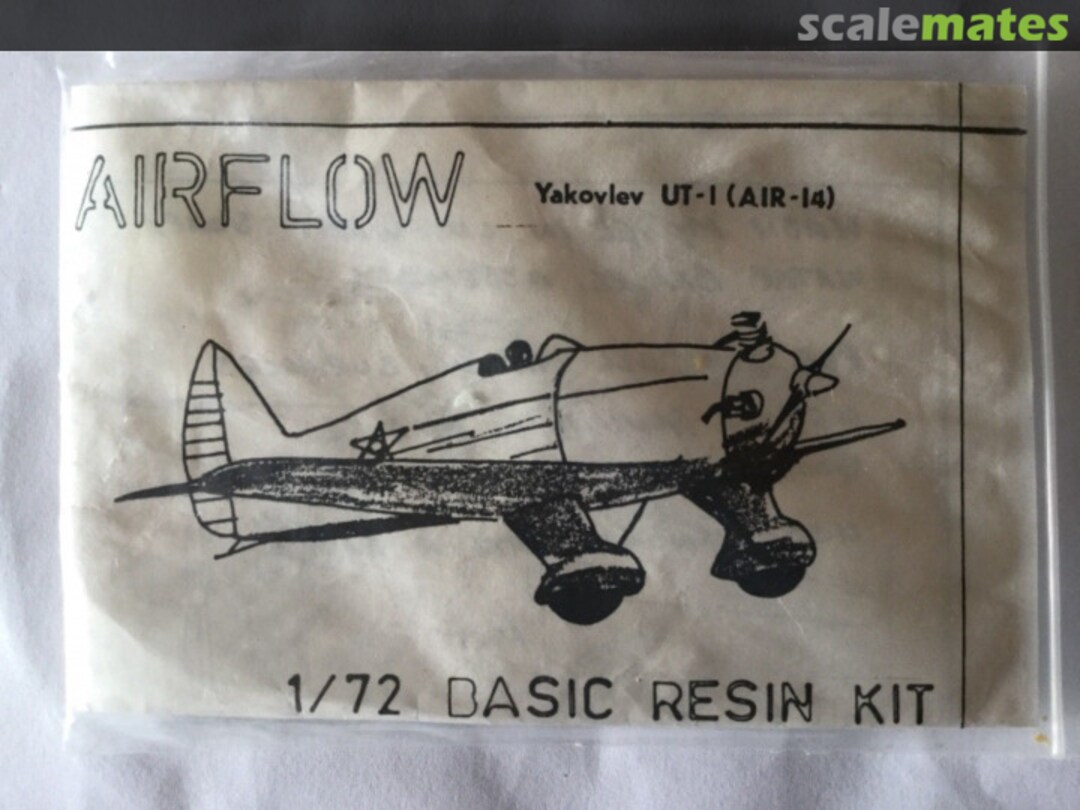 scalemates
AIRFLOW
Yakovlev UT-1 (AIR-14)
1/72 BASIC RESIN KIT